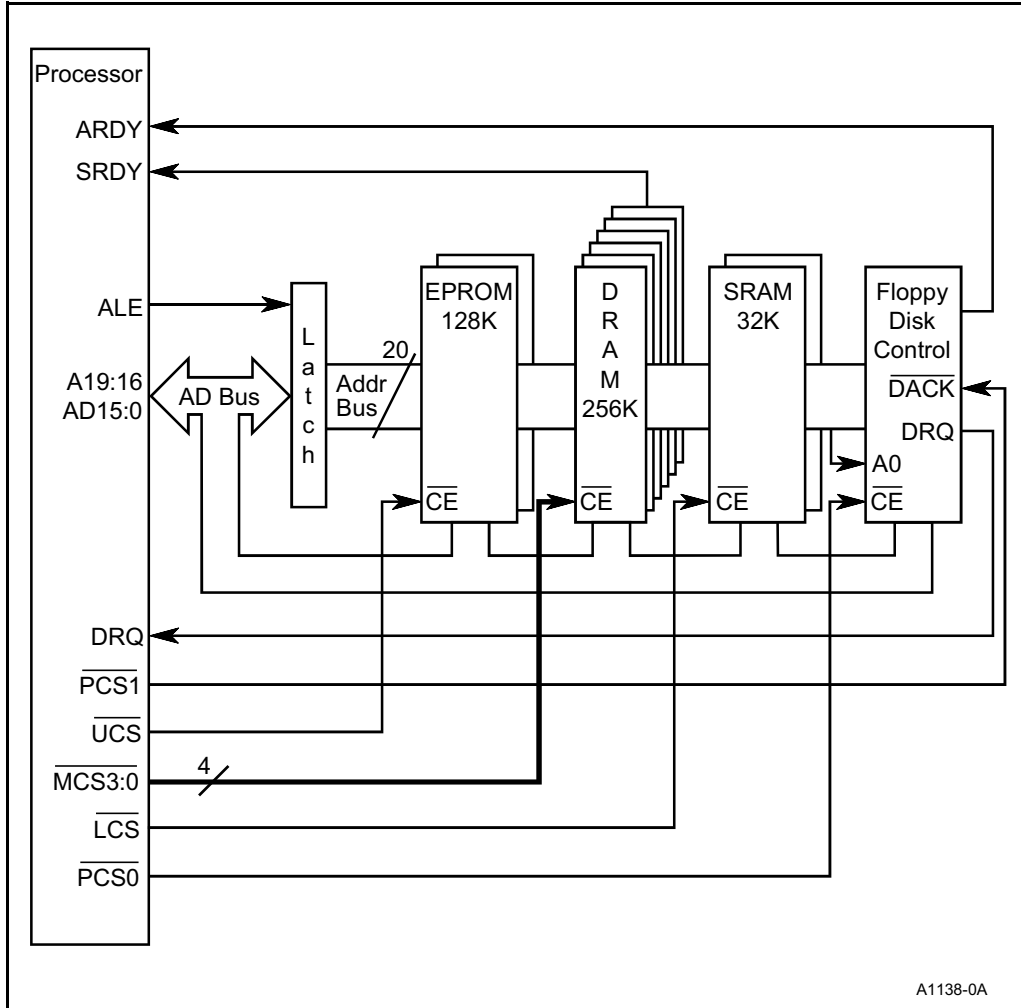 Processor
ARDY
SRDY
ALE
A19:16
AD15:0
AD Bus
Latch
20
Addr
Bus
EPROM
128K
CE
DRAM
256K
CE
SRAM
32K
CE
Floppy
Disk
Control
DACK
DRQ
A0
CE
DRQ
PCS1
UCS
MCS3:0
4
LCS
PCS0
A1138-0A